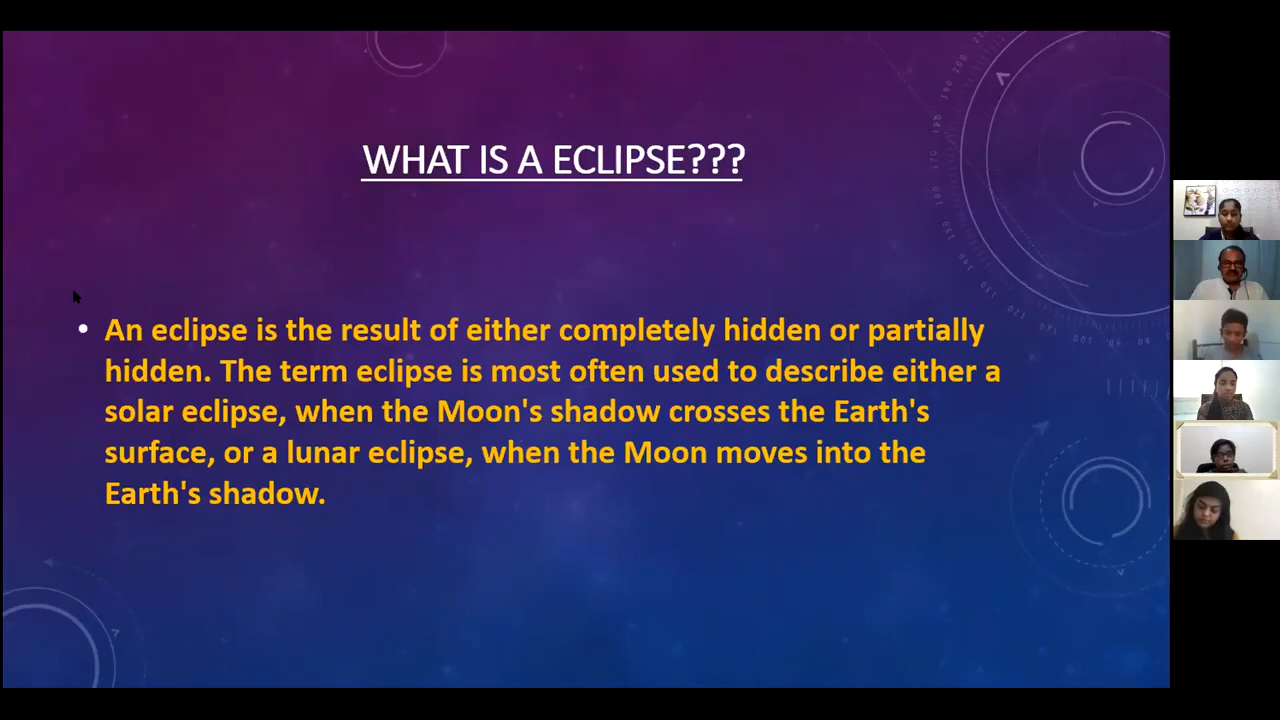 WHAT IS A ECLIPSE???
• An eclipse is the result of either completely hidden or partially
hidden. The term eclipse is most often used to describe either a
solar eclipse, when the Moon's shadow crosses the Earth's
surface, or a lunar eclipse, when the Moon moves into the
Earth's shadow.